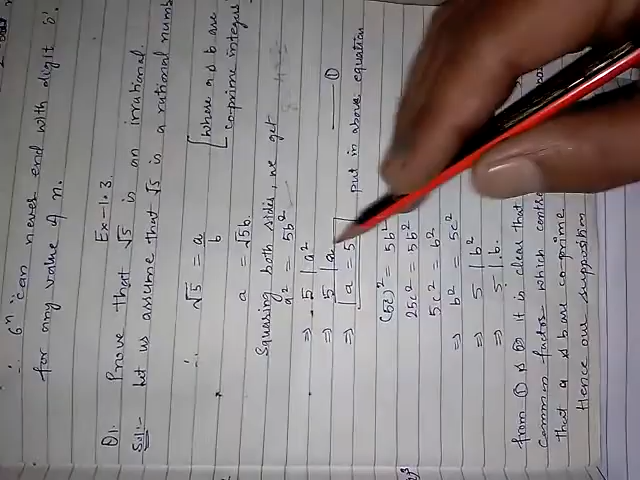 ∴ 6ⁿ can never end with digit '0'.
for any value of n.
Ex-1.3
Q1. Prove that √5 is an irrational.
Sol:- Let us assume that √5 is a rational numb
∴ √5 = a/b [where a & b are
co-prime integral
a = √5b.
Squaring both sides, we get
a² = 5b²
⇒ 5 | a²
⇒ 5 | a —— ①
⇒ a = 5 put in above equation
(5c)² = 5b
25c² = 5b²
5c² = b²
⇒ b² = 5c²
⇒ 5 | b²
⇒ 5 | b.
from ① & ② it is clear that
common factor which contra
that a & b are co-prime
Hence our supposition